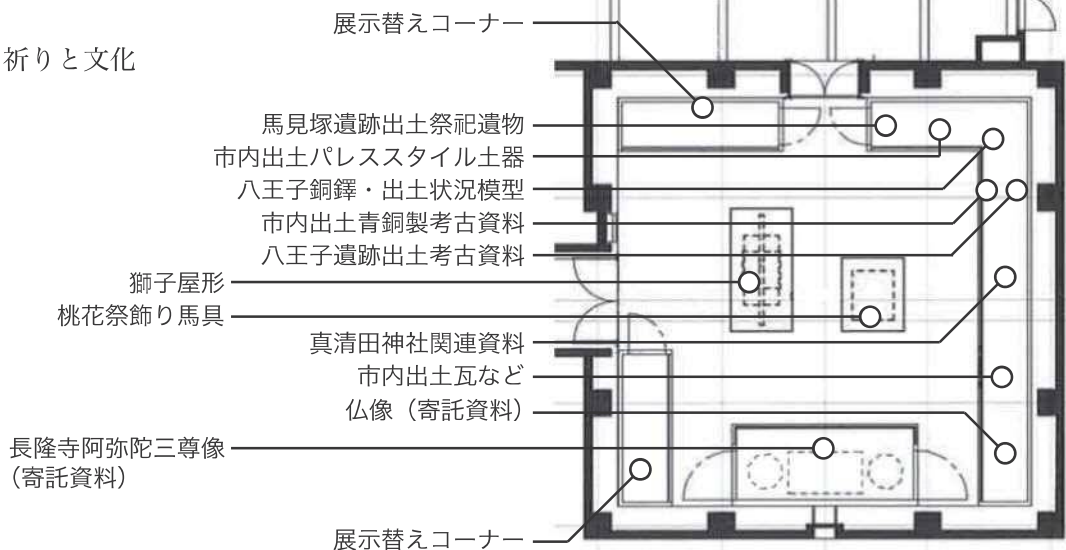 展示替えコーナー
祈りと文化
馬見塚遺跡出土祭祀遺物
市内出土パレススタイル土器
八王子銅鐸・出土状況模型
市内出土青銅製考古資料
八王子遺跡出土考古資料
獅子屋形
桃花祭飾り馬具
真清田神社関連資料
市内出土瓦など
仏像（寄託資料）
長隆寺阿弥陀三尊像
（寄託資料）
展示替えコーナー